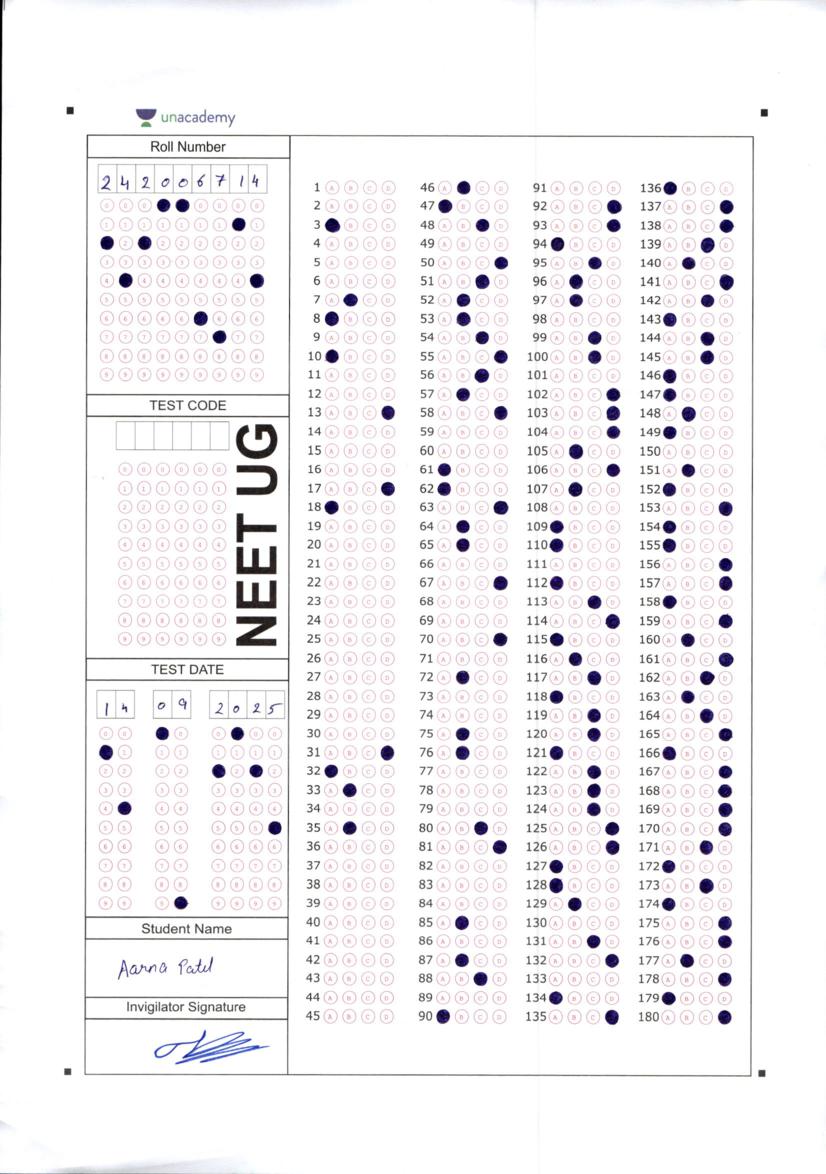 unacademy
Roll Number
2 4 2 0 0 6 7 1 4
TEST CODE
NEET UG
TEST DATE
1 4 0 9 2 0 2 5
Student Name
Aarna Patel
Invigilator Signature
1 A B C D 46 A C D 91 A B C D 136 B C D
2 A B C D 47 B C D 92 A B C 137 A B C
3 B C D 48 A B D 93 A B C 138 A B C
4 A B C D 49 A B C D 94 B C D 139 A B D
5 A B C D 50 A B C 95 A B D 140 A C D
6 A B C D 51 A B D 96 A C D 141 A B C
7 A C D 52 A C D 97 A C D 142 A B D
8 B C D 53 A C D 98 A B C D 143 B C D
9 A B C D 54 A B D 99 A B D 144 A B D
10 B C D 55 A B C 100 A B D 145 A B D
11 A B C D 56 A B D 101 A B C D 146 B C D
12 A B C D 57 A C D 102 A B C 147 B C D
13 A B C 58 A B C 103 A B C 148 A C D
14 A B C D 59 A B C D 104 A B C 149 B C D
15 A B C D 60 A B C D 105 A C D 150 A B C D
16 A B C D 61 B C D 106 A B C 151 A C D
17 A B C 62 B C D 107 A C D 152 B C D
18 B C D 63 A B C 108 A B C D 153 A B C
19 A B C D 64 A C D 109 B C D 154 B C D
20 A B C D 65 A C D 110 B C D 155 B C D
21 A B C D 66 A B C D 111 A B C D 156 A B C
22 A B C D 67 A B C 112 B C D 157 A B C
23 A B C D 68 A B C D 113 A B D 158 B C D
24 A B C D 69 A B C D 114 A B C 159 A B C
25 A B C D 70 A B C 115 B C D 160 A C D
26 A B C D 71 A B C D 116 A C D 161 A B C
27 A B C D 72 A C D 117 A B D 162 A B D
28 A B C D 73 A B C D 118 B C D 163 A C D
29 A B C D 74 A B C D 119 A B D 164 A B D
30 A B C D 75 A C D 120 A B D 165 A B C
31 A B C 76 A C D 121 B C D 166 B C D
32 B C D 77 A B C D 122 A B D 167 A B C
33 A C D 78 A B C D 123 A B D 168 A B C
34 A B C D 79 A B C D 124 A B D 169 A B C
35 A C D 80 A B D 125 A B C 170 A B C
36 A B C D 81 A B C 126 A B C 171 A B D
37 A B C D 82 A B C D 127 B C D 172 B C D
38 A B C D 83 A B C D 128 B C D 173 A B D
39 A B C D 84 A B C D 129 A C D 174 B C D
40 A B C D 85 A C D 130 A B C D 175 A B C
41 A B C D 86 A B C D 131 A B D 176 A B C
42 A B C D 87 A C D 132 A B C 177 A C D
43 A B C D 88 A B D 133 A B C D 178 A B C
44 A B C D 89 A B C D 134 B C D 179 B C D
45 A B C D 90 B C D 135 A B C 180 A B C